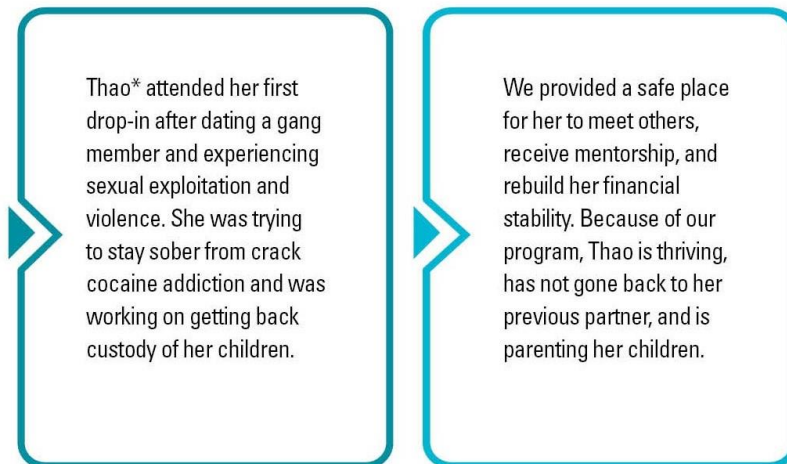 Thao* attended her first
drop-in after dating a gang
member and experiencing
sexual exploitation and
violence. She was trying
to stay sober from crack
cocaine addiction and was
working on getting back
custody of her children.
We provided a safe place
for her to meet others,
receive mentorship, and
rebuild her financial
stability. Because of our
program, Thao is thriving,
has not gone back to her
previous partner, and is
parenting her children.